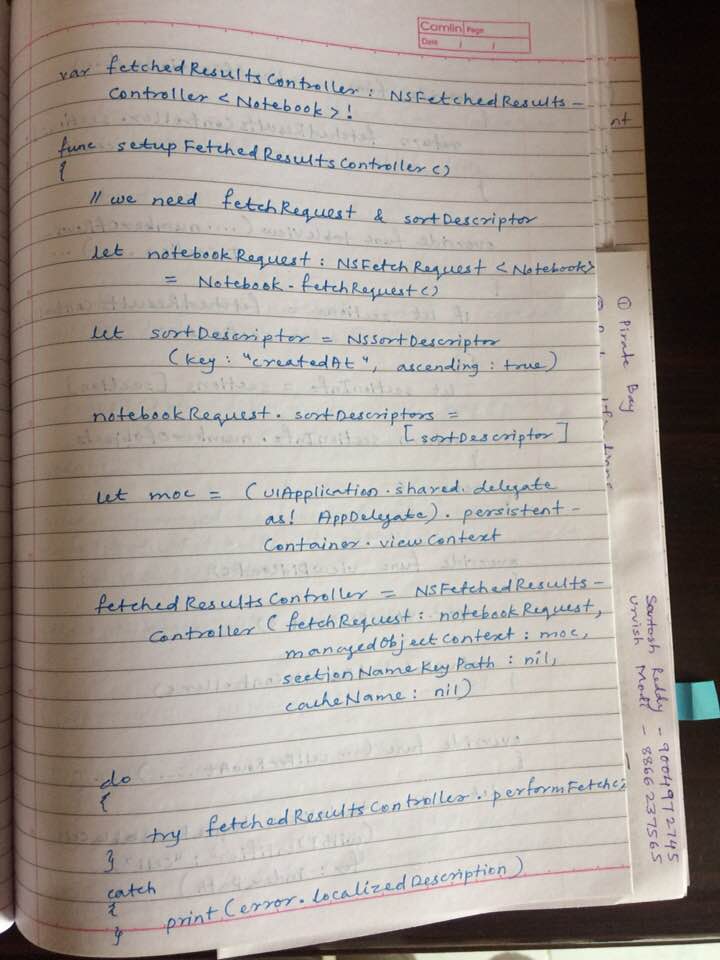 Camlin Page
Date / /
var fetchedResultsController : NSFetchedResults-
Controller <Notebook>!
func setupFetchedResultsController()
{
// we need fetchRequest & sortDescriptor
let notebookRequest : NSFetchRequest <Notebook>
= Notebook.fetchRequest()
let sortDescriptor = NSSortDescriptor
(key : "createdAt", ascending : true)
notebookRequest.sortDescriptors =
[sortDescriptor]
let moc = (UIApplication.shared.delegate
as! AppDelegate).persistent-
Container.viewContext
fetchedResultsController = NSFetchedResults-
Controller (fetchRequest : notebookRequest,
managedObjectContext : moc,
sectionNameKeyPath : nil,
cacheName : nil)
do
{
try fetchedResultsController.performFetch()
}
catch
{
print(error.localizedDescription)
}
nt
① Pirate Bay
Santosh Reddy - 9004972745
Urvish Modi - 8866237565